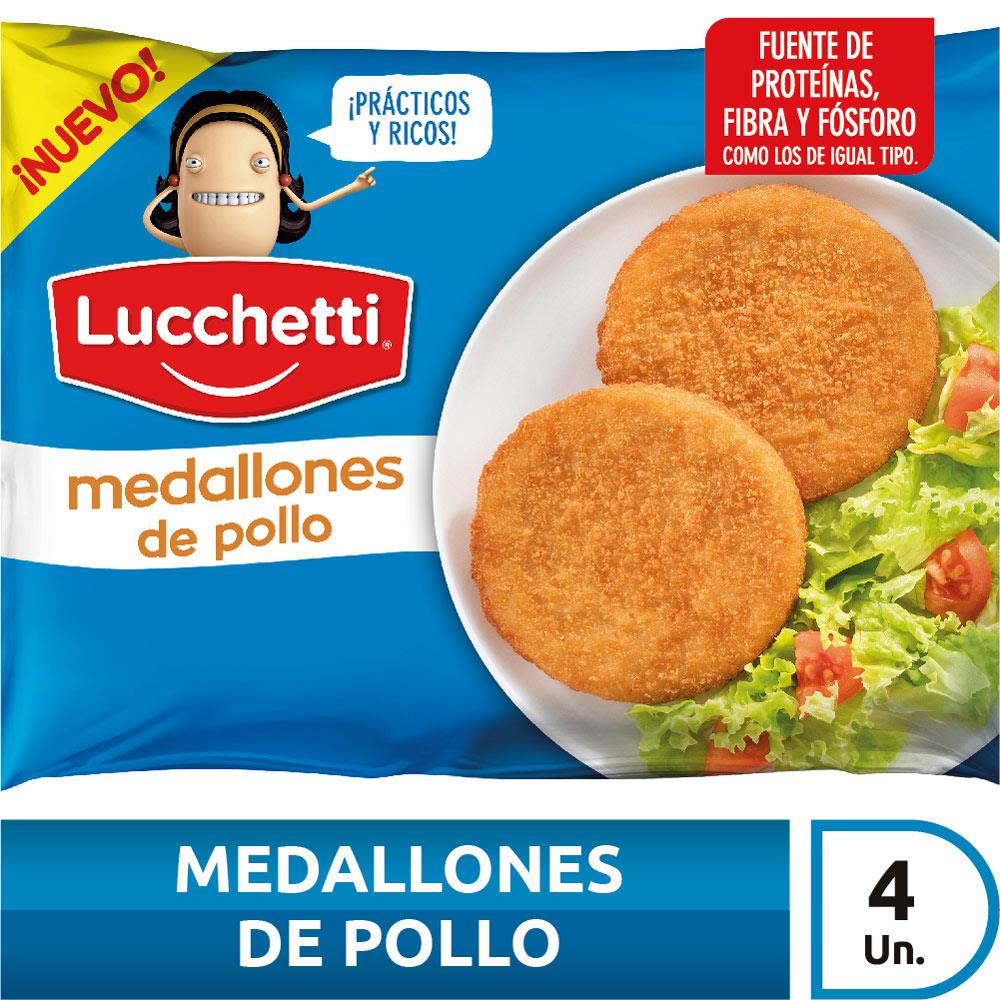 ¡NUEVO!
¡PRÁCTICOS
Y RICOS!
FUENTE DE
PROTEÍNAS,
FIBRA Y FÓSFORO
COMO LOS DE IGUAL TIPO.
Lucchetti®
medallones
de pollo
MEDALLONES
DE POLLO
4
Un.